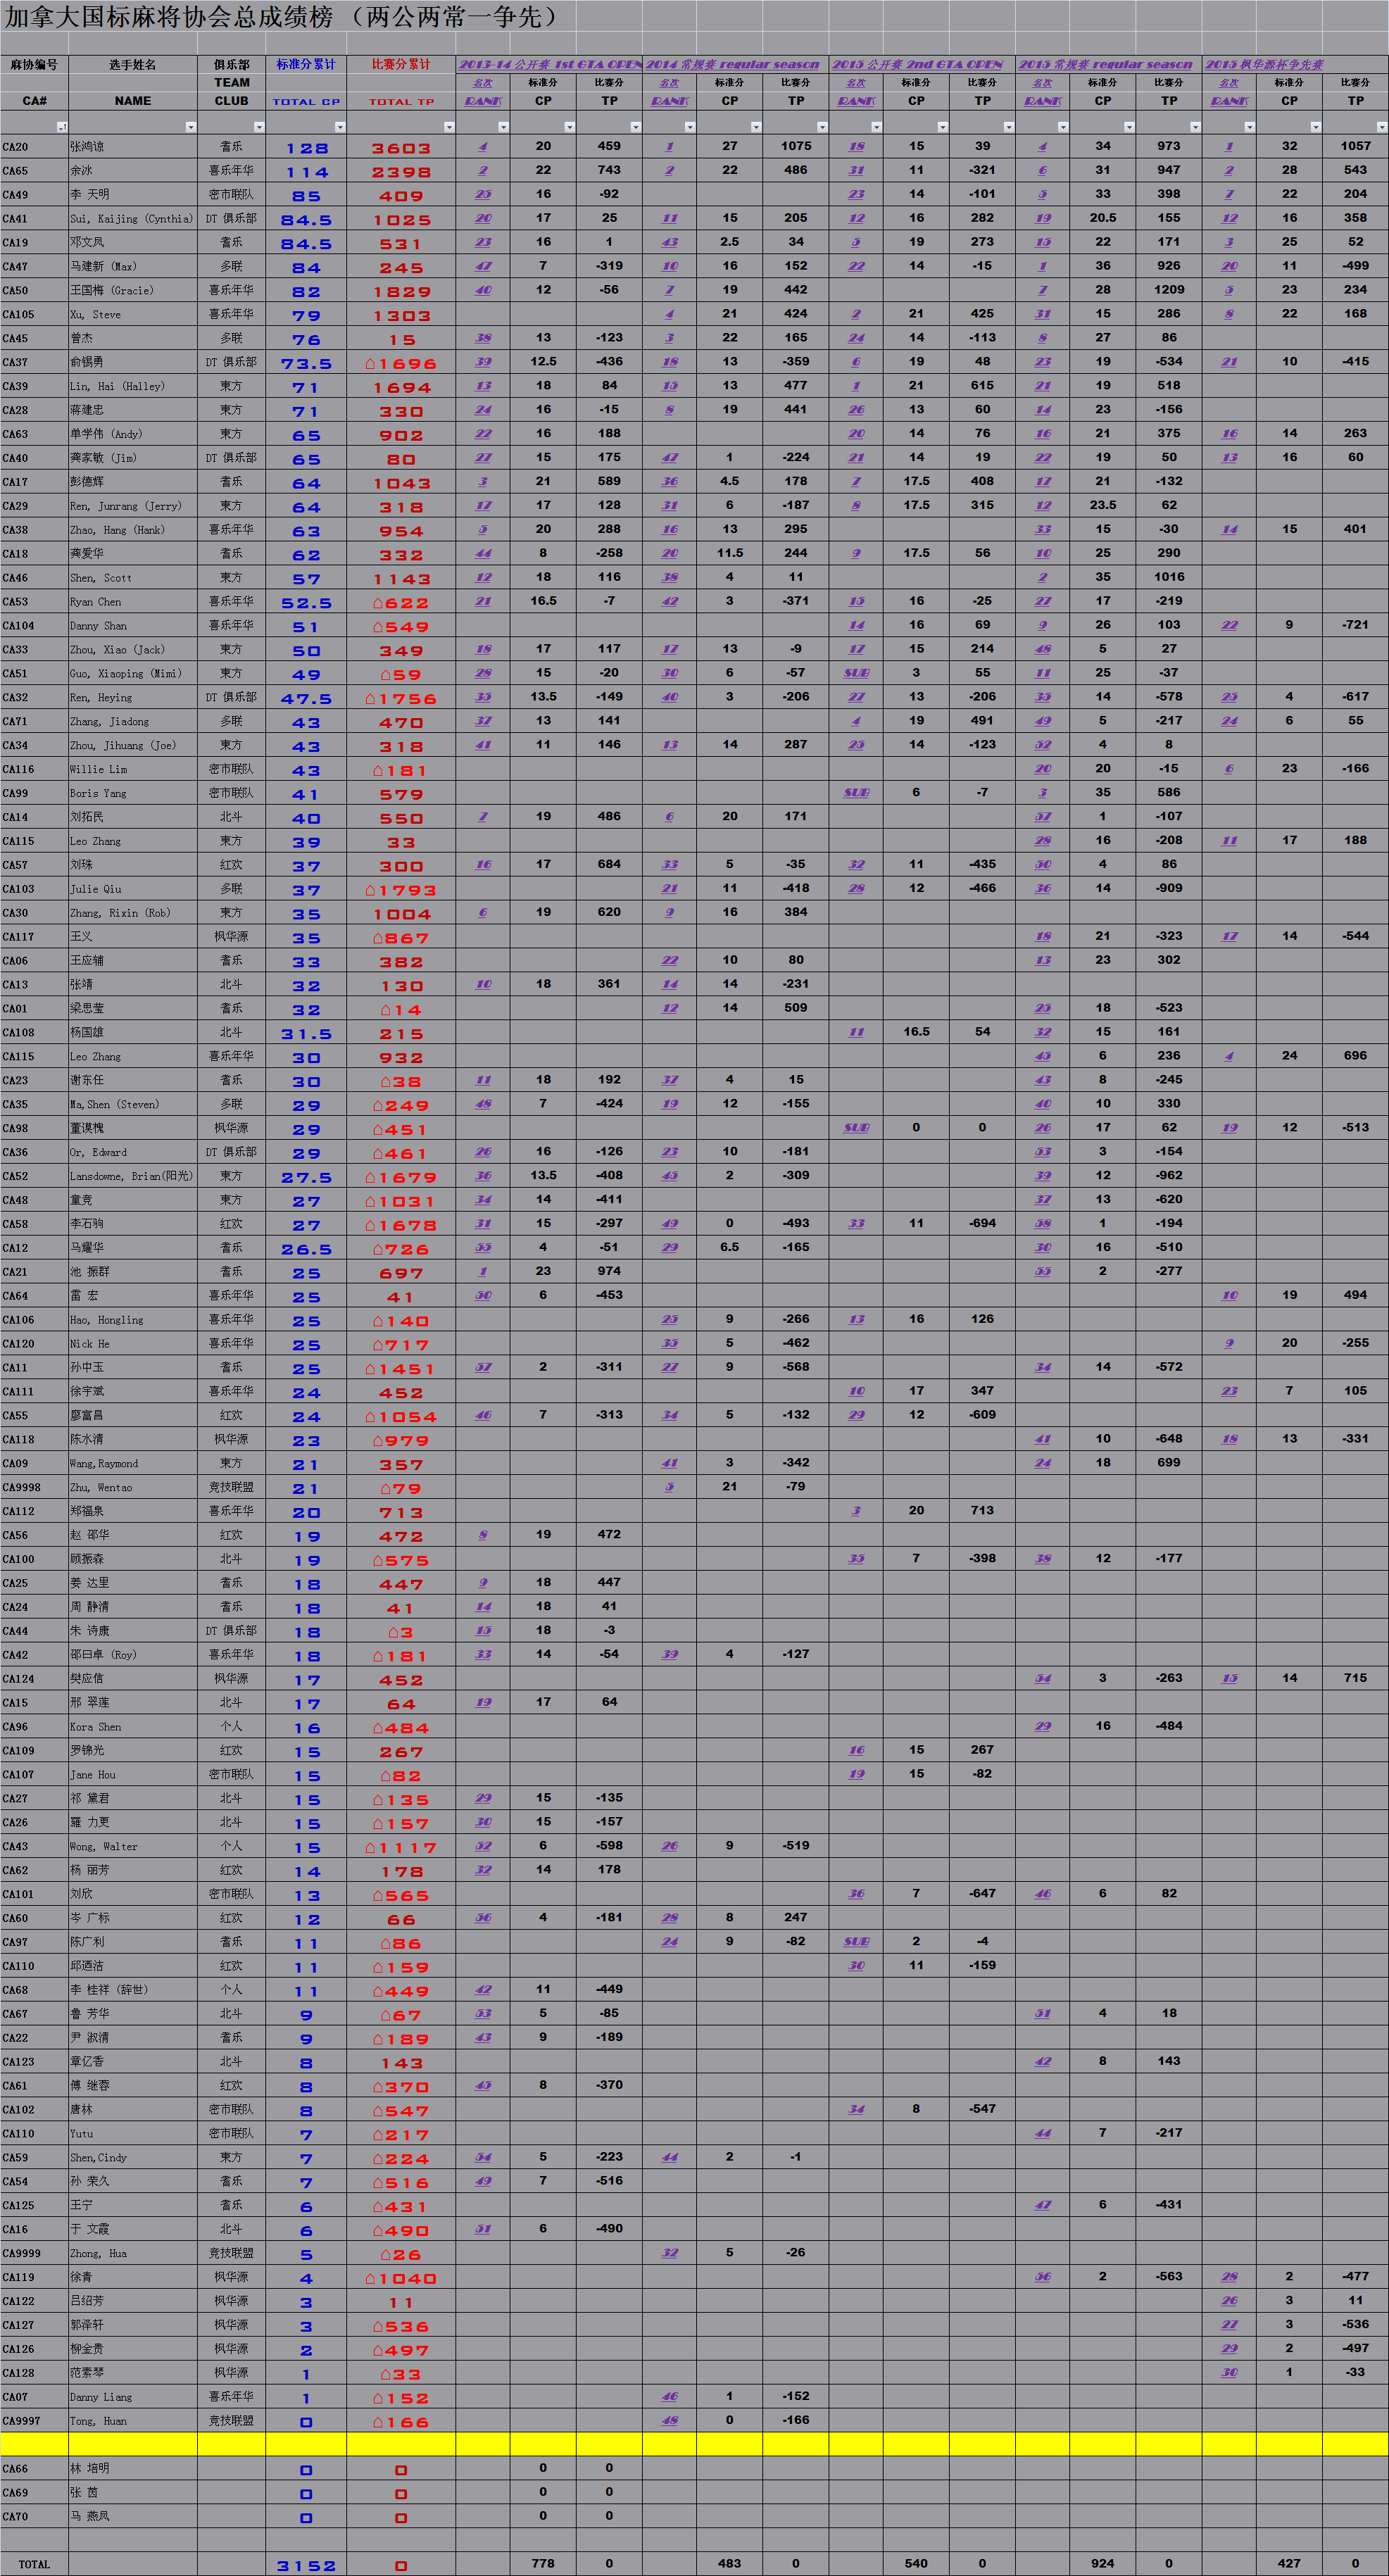 加拿大国标麻将协会总成绩榜 （两公两常一争先）
麻协编号 选手姓名 俱乐部 标准分累计 比赛分累计 2013-14 公开赛 1st GTA OPEN 2014 常规赛 regular season 2015 公开赛 2nd GTA OPEN 2015 常规赛 regular season 2015 枫华源杯争先赛
TEAM 名次 标准分 比赛分 名次 标准分 比赛分 名次 标准分 比赛分 名次 标准分 比赛分 名次 标准分 比赛分
CA# NAME CLUB TOTAL CP TOTAL TP RANK CP TP RANK CP TP RANK CP TP RANK CP TP RANK CP TP
CA20 张鸿谅 耆乐 128 3603 4 20 459 1 27 1075 18 15 39 4 34 973 1 32 1057
CA65 余冰 喜乐年华 114 2398 2 22 743 2 22 486 31 11 -321 6 31 947 2 28 543
CA49 李 天明 密市联队 85 409 25 16 -92 23 14 -101 5 33 398 7 22 204
CA41 Sui, Kaijing (Cynthia) DT 俱乐部 84.5 1025 20 17 25 11 15 205 12 16 282 19 20.5 155 12 16 358
CA19 邓文凤 耆乐 84.5 531 23 16 1 43 2.5 34 5 19 273 15 22 171 3 25 52
CA47 马建新 (Max) 多联 84 245 47 7 -319 10 16 152 22 14 -15 1 36 926 20 11 -499
CA50 王国梅 (Gracie) 喜乐年华 82 1829 40 12 -56 7 19 442 7 28 1209 5 23 234
CA105 Xu, Steve 喜乐年华 79 1303 4 21 424 2 21 425 31 15 286 8 22 168
CA45 曾杰 多联 76 15 38 13 -123 3 22 165 24 14 -113 8 27 86
CA37 俞锡勇 DT 俱乐部 73.5 ⌂1696 39 12.5 -436 18 13 -359 6 19 48 23 19 -534 21 10 -415
CA39 Lin, Hai (Halley) 東方 71 1694 13 18 84 15 13 477 1 21 615 21 19 518
CA28 蒋建忠 東方 71 330 24 16 -15 8 19 441 26 13 60 14 23 -156
CA63 单学伟 (Andy) 東方 65 902 22 16 188 20 14 76 16 21 375 16 14 263
CA40 龚家敏 (Jim) DT 俱乐部 65 80 27 15 175 47 1 -224 21 14 19 22 19 50 13 16 60
CA17 彭德辉 耆乐 64 1043 3 21 589 36 4.5 178 7 17.5 408 17 21 -132
CA29 Ren, Junrang (Jerry) 東方 64 318 17 17 128 31 6 -187 8 17.5 315 12 23.5 62
CA38 Zhao, Hang (Hank) 喜乐年华 63 954 5 20 288 16 13 295 33 15 -30 14 15 401
CA18 龚爱华 耆乐 62 332 44 8 -258 20 11.5 244 9 17.5 56 10 25 290
CA46 Shen, Scott 東方 57 1143 12 18 116 38 4 11 2 35 1016
CA53 Ryan Chen 喜乐年华 52.5 ⌂622 21 16.5 -7 42 3 -371 15 16 -25 27 17 -219
CA104 Danny Shan 喜乐年华 51 ⌂549 14 16 69 9 26 103 22 9 -721
CA33 Zhou, Xiao (Jack) 東方 50 349 18 17 117 17 13 -9 17 15 214 48 5 27
CA51 Guo, Xiaoping (Mimi) 東方 49 ⌂59 28 15 -20 30 6 -57 SUB 3 55 11 25 -37
CA32 Ren, Heying DT 俱乐部 47.5 ⌂1756 35 13.5 -149 40 3 -206 27 13 -206 35 14 -578 25 4 -617
CA71 Zhang, Jiadong 多联 43 470 37 13 141 4 19 491 49 5 -217 24 6 55
CA34 Zhou, Jihuang (Joe) 東方 43 318 41 11 146 13 14 287 25 14 -123 52 4 8
CA116 Willie Lim 密市联队 43 ⌂181 20 20 -15 6 23 -166
CA99 Boris Yang 密市联队 41 579 SUB 6 -7 3 35 586
CA14 刘拓民 北斗 40 550 7 19 486 6 20 171 57 1 -107
CA115 Leo Zhang 東方 39 33 28 16 -208 11 17 188
CA57 刘珠 红欢 37 300 16 17 684 33 5 -35 32 11 -435 50 4 86
CA103 Julie Qiu 多联 37 ⌂1793 21 11 -418 28 12 -466 36 14 -909
CA30 Zhang, Rixin (Rob) 東方 35 1004 6 19 620 9 16 384
CA117 王义 枫华源 35 ⌂867 18 21 -323 17 14 -544
CA06 王应辅 耆乐 33 382 22 10 80 13 23 302
CA13 张靖 北斗 32 130 10 18 361 14 14 -231
CA01 梁思莹 耆乐 32 ⌂14 12 14 509 25 18 -523
CA108 杨国雄 北斗 31.5 215 11 16.5 54 32 15 161
CA115 Leo Zhang 喜乐年华 30 932 45 6 236 4 24 696
CA23 谢东任 耆乐 30 ⌂38 11 18 192 37 4 15 43 8 -245
CA35 Ma,Shen (Steven) 多联 29 ⌂249 48 7 -424 19 12 -155 40 10 330
CA98 董谟槐 枫华源 29 ⌂451 SUB 0 0 26 17 62 19 12 -513
CA36 Or, Edward DT 俱乐部 29 ⌂461 26 16 -126 23 10 -181 53 3 -154
CA52 Lansdowne, Brian(阳光) 東方 27.5 ⌂1679 36 13.5 -408 45 2 -309 39 12 -962
CA48 童竞 東方 27 ⌂1031 34 14 -411 37 13 -620
CA58 李石驹 红欢 27 ⌂1678 31 15 -297 49 0 -493 33 11 -694 58 1 -194
CA12 马耀华 耆乐 26.5 ⌂726 55 4 -51 29 6.5 -165 30 16 -510
CA21 池 振群 耆乐 25 697 1 23 974 55 2 -277
CA64 雷 宏 喜乐年华 25 41 50 6 -453 10 19 494
CA106 Hao, Hongling 喜乐年华 25 ⌂140 25 9 -266 13 16 126
CA120 Nick He 喜乐年华 25 ⌂717 35 5 -462 9 20 -255
CA11 孙中玉 耆乐 25 ⌂1451 57 2 -311 27 9 -568 34 14 -572
CA111 徐宇斌 喜乐年华 24 452 10 17 347 23 7 105
CA55 廖富昌 红欢 24 ⌂1054 46 7 -313 34 5 -132 29 12 -609
CA118 陈水清 枫华源 23 ⌂979 41 10 -648 18 13 -331
CA09 Wang,Raymond 東方 21 357 41 3 -342 24 18 699
CA9998 Zhu, Wentao 竞技联盟 21 ⌂79 5 21 -79
CA112 郑福泉 喜乐年华 20 713 3 20 713
CA56 赵 邵华 红欢 19 472 8 19 472
CA100 顾振森 北斗 19 ⌂575 35 7 -398 38 12 -177
CA25 姜 达里 耆乐 18 447 9 18 447
CA24 周 静清 耆乐 18 41 14 18 41
CA44 朱 诗康 DT 俱乐部 18 ⌂3 15 18 -3
CA42 邵曰卓 (Roy) 喜乐年华 18 ⌂181 33 14 -54 39 4 -127
CA124 樊应信 枫华源 17 452 54 3 -263 15 14 715
CA15 邢 翠莲 北斗 17 64 19 17 64
CA96 Kora Shen 个人 16 ⌂484 29 16 -484
CA109 罗锦光 红欢 15 267 16 15 267
CA107 Jane Hou 密市联队 15 ⌂82 19 15 -82
CA27 祁 黛君 北斗 15 ⌂135 29 15 -135
CA26 羅 力更 北斗 15 ⌂157 30 15 -157
CA43 Wong, Walter 个人 15 ⌂1117 52 6 -598 26 9 -519
CA62 杨 丽芳 红欢 14 178 32 14 178
CA101 刘欣 密市联队 13 ⌂565 36 7 -647 46 6 82
CA60 岑 广标 红欢 12 66 56 4 -181 28 8 247
CA97 陈广利 耆乐 11 ⌂86 24 9 -82 SUB 2 -4
CA110 邱迺洁 红欢 11 ⌂159 30 11 -159
CA68 李 桂祥 (辞世) 个人 11 ⌂449 42 11 -449
CA67 鲁 芳华 北斗 9 ⌂67 53 5 -85 51 4 18
CA22 尹 淑清 耆乐 9 ⌂189 43 9 -189
CA123 章亿香 北斗 8 143 42 8 143
CA61 傅 继蓉 红欢 8 ⌂370 45 8 -370
CA102 唐林 密市联队 8 ⌂547 34 8 -547
CA110 Yutu 密市联队 7 ⌂217 44 7 -217
CA59 Shen,Cindy 東方 7 ⌂224 54 5 -223 44 2 -1
CA54 孙 荣久 耆乐 7 ⌂516 49 7 -516
CA125 王宁 耆乐 6 ⌂431 47 6 -431
CA16 于 文霞 北斗 6 ⌂490 51 6 -490
CA9999 Zhong, Hua 竞技联盟 5 ⌂26 32 5 -26
CA119 徐青 枫华源 4 ⌂1040 56 2 -563 28 2 -477
CA122 吕绍芳 枫华源 3 11 26 3 11
CA127 郭泽轩 枫华源 3 ⌂536 27 3 -536
CA126 柳金贵 枫华源 2 ⌂497 29 2 -497
CA128 范素琴 枫华源 1 ⌂33 30 1 -33
CA07 Danny Liang 喜乐年华 1 ⌂152 46 1 -152
CA9997 Tong, Huan 竞技联盟 0 ⌂166 48 0 -166
CA66 林 培明 0 0 0 0
CA69 张 茵 0 0 0 0
CA70 马 燕凤 0 0 0 0
TOTAL 3152 0 778 0 483 0 540 0 924 0 427 0